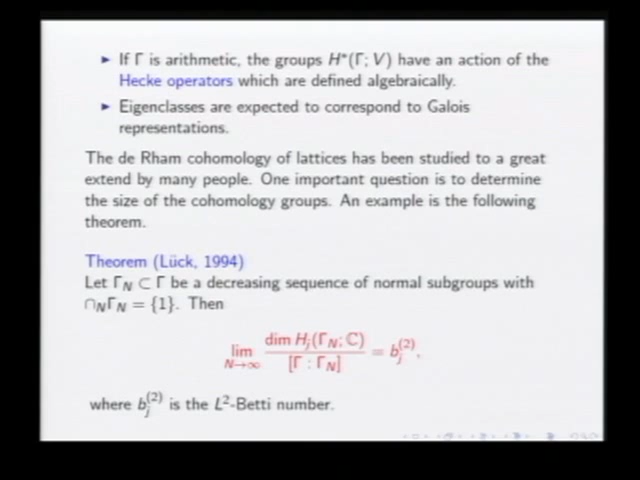 ▶ If Γ is arithmetic, the groups H*(Γ; V) have an action of the
Hecke operators which are defined algebraically.
▶ Eigenclasses are expected to correspond to Galois
representations.
The de Rham cohomology of lattices has been studied to a great
extend by many people. One important question is to determine
the size of the cohomology groups. An example is the following
theorem.
Theorem (Lück, 1994)
Let Γ_N ⊂ Γ be a decreasing sequence of normal subgroups with
∩_NΓ_N = {1}. Then
lim_{N→∞} dim H_j(Γ_N; C) / [Γ : Γ_N] = b_j^{(2)},
where b_j^{(2)} is the L²-Betti number.